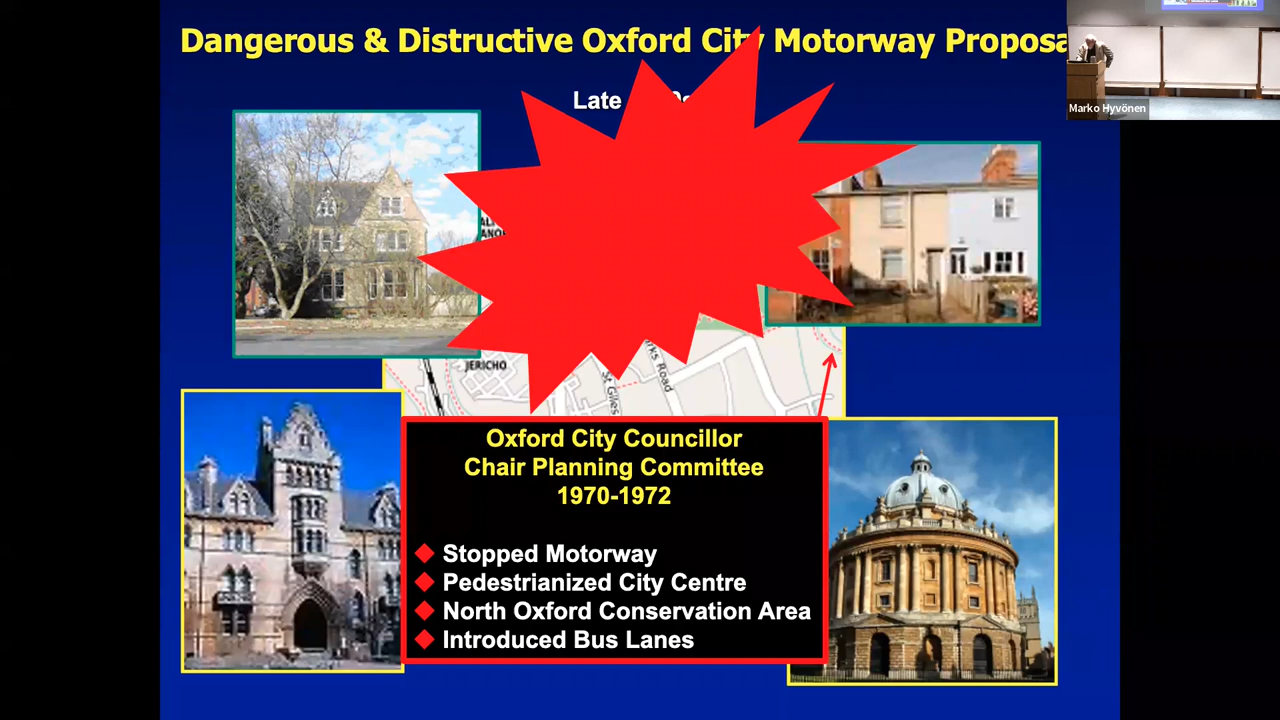 Dangerous & Distructive Oxford City Motorway Proposa
Late
Marko Hyvönen
JERICHO
St Giles
Road
Oxford City Councillor
Chair Planning Committee
1970-1972
Stopped Motorway
Pedestrianized City Centre
North Oxford Conservation Area
Introduced Bus Lanes